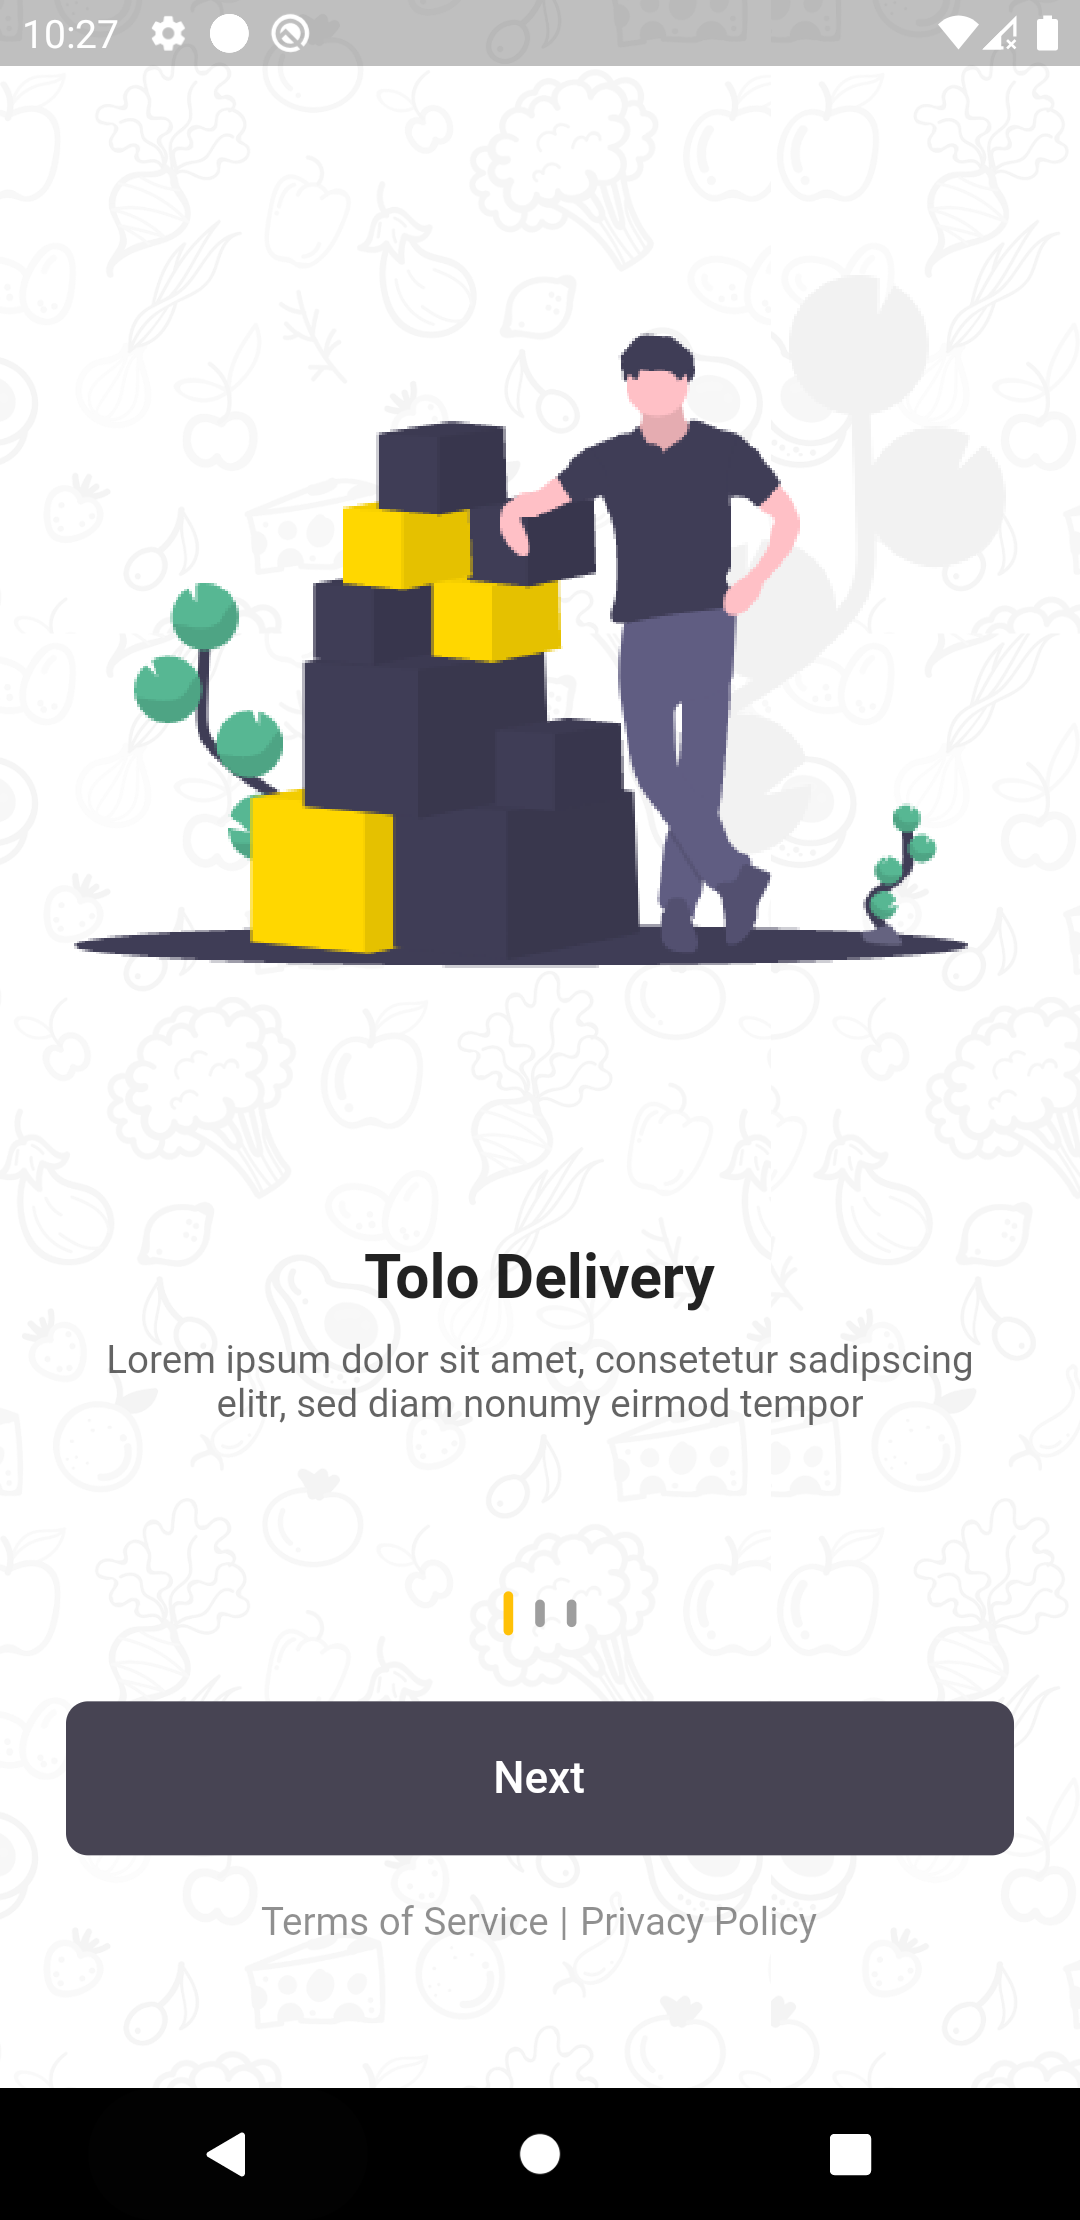 10:27
Tolo Delivery
Lorem ipsum dolor sit amet, consetetur sadipscing
elitr, sed diam nonumy eirmod tempor
Next
Terms of Service | Privacy Policy